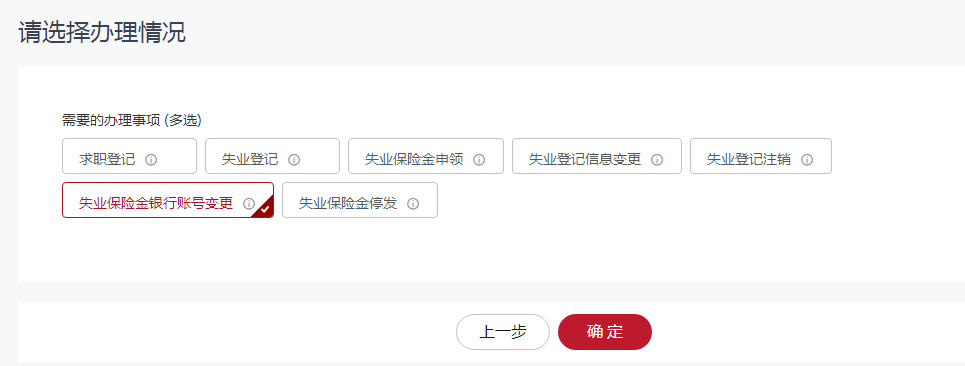 请选择办理情况
需要的办理事项 (多选)
求职登记 失业登记 失业保险金申领 失业登记信息变更 失业登记注销
失业保险金银行账号变更 失业保险金停发
上一步 确 定